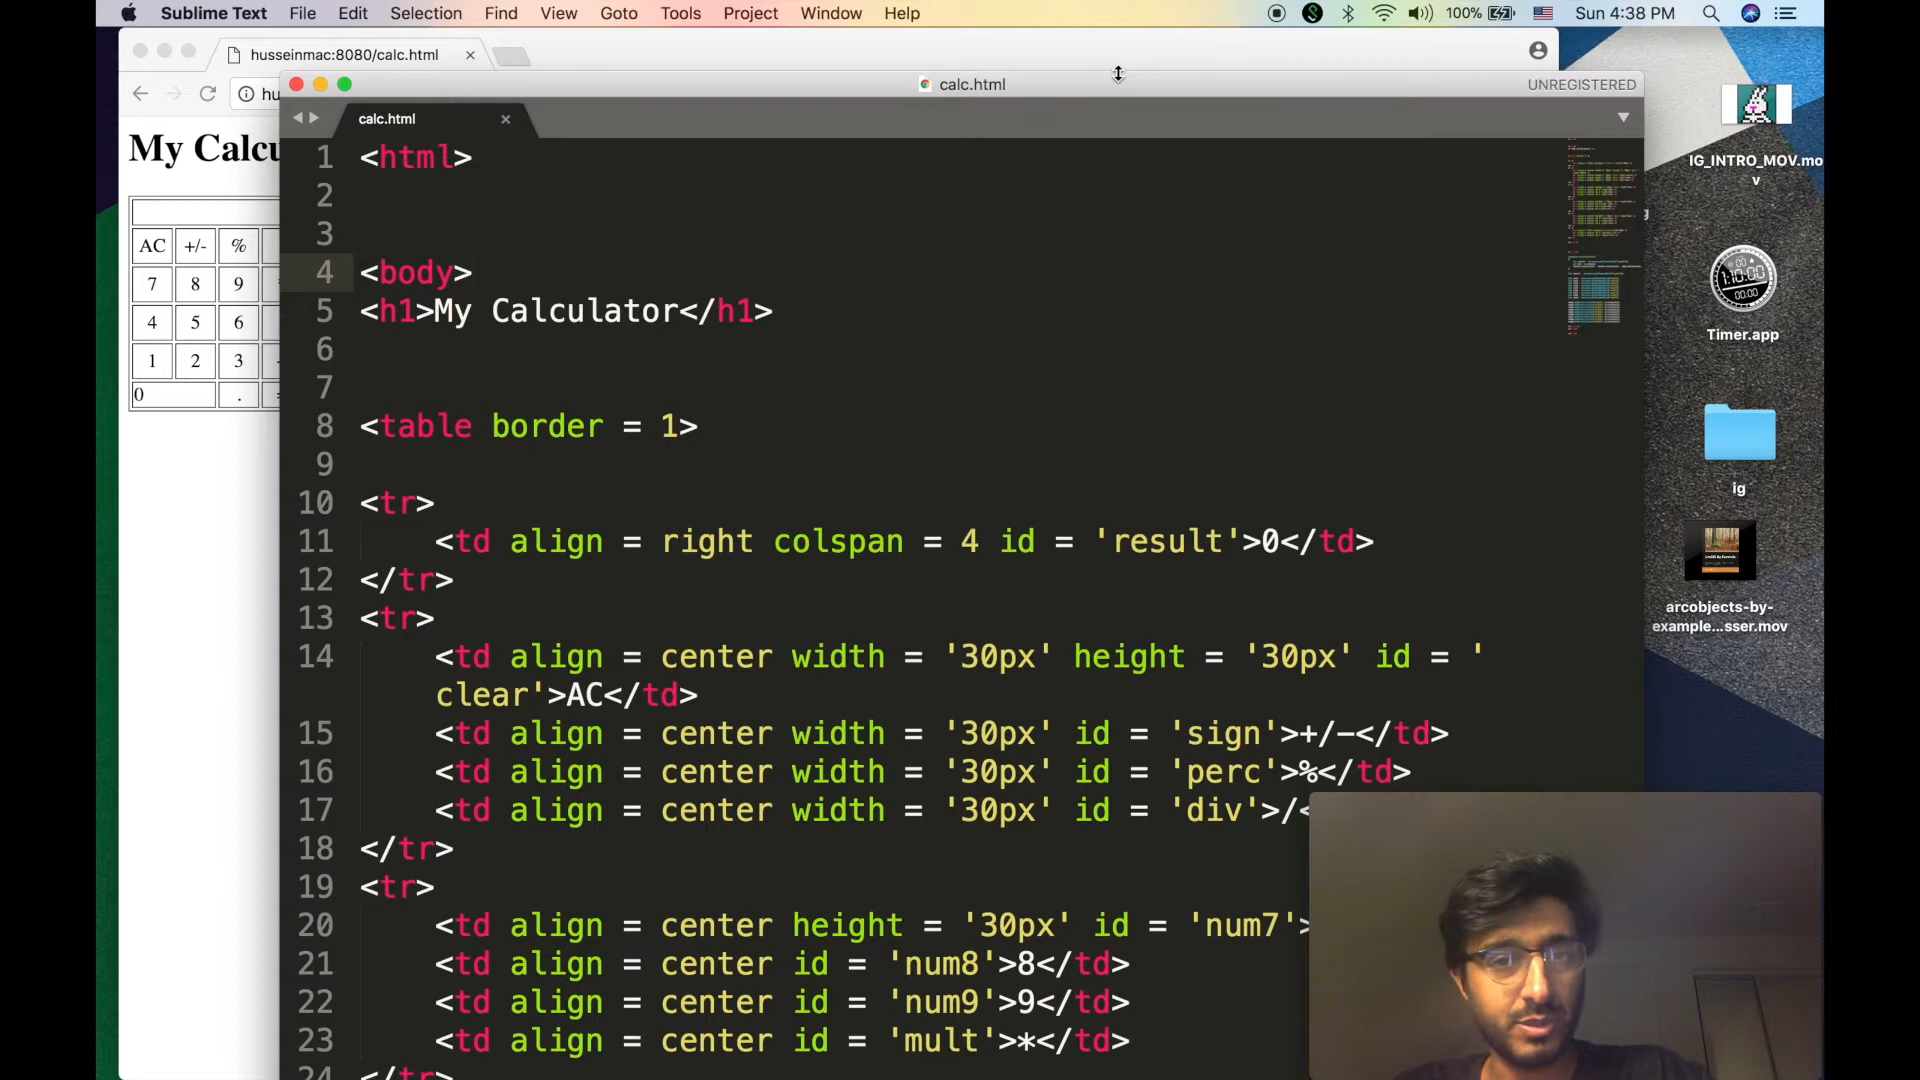 Sublime Text File Edit Selection Find View Goto Tools Project Window Help 100% Sun 4:38 PM
husseinmac:8080/calc.html
hu
calc.html
UNREGISTERED
calc.html
My Calcu
AC +/- %
7 8 9
4 5 6
1 2 3
0 .
1 <html>
2
3
4 <body>
5 <h1>My Calculator</h1>
6
7
8 <table border = 1>
9
10 <tr>
11 <td align = right colspan = 4 id = 'result'>0</td>
12 </tr>
13 <tr>
14 <td align = center width = '30px' height = '30px' id = '
clear'>AC</td>
15 <td align = center width = '30px' id = 'sign'>+/-</td>
16 <td align = center width = '30px' id = 'perc'>%</td>
17 <td align = center width = '30px' id = 'div'>/<
18 </tr>
19 <tr>
20 <td align = center height = '30px' id = 'num7'>
21 <td align = center id = 'num8'>8</td>
22 <td align = center id = 'num9'>9</td>
23 <td align = center id = 'mult'>*</td>
24 </tr>
IG_INTRO_MOV.mo
v
1:10:00
00:00
Timer.app
ig
arcobjects-by-
example...sser.mov